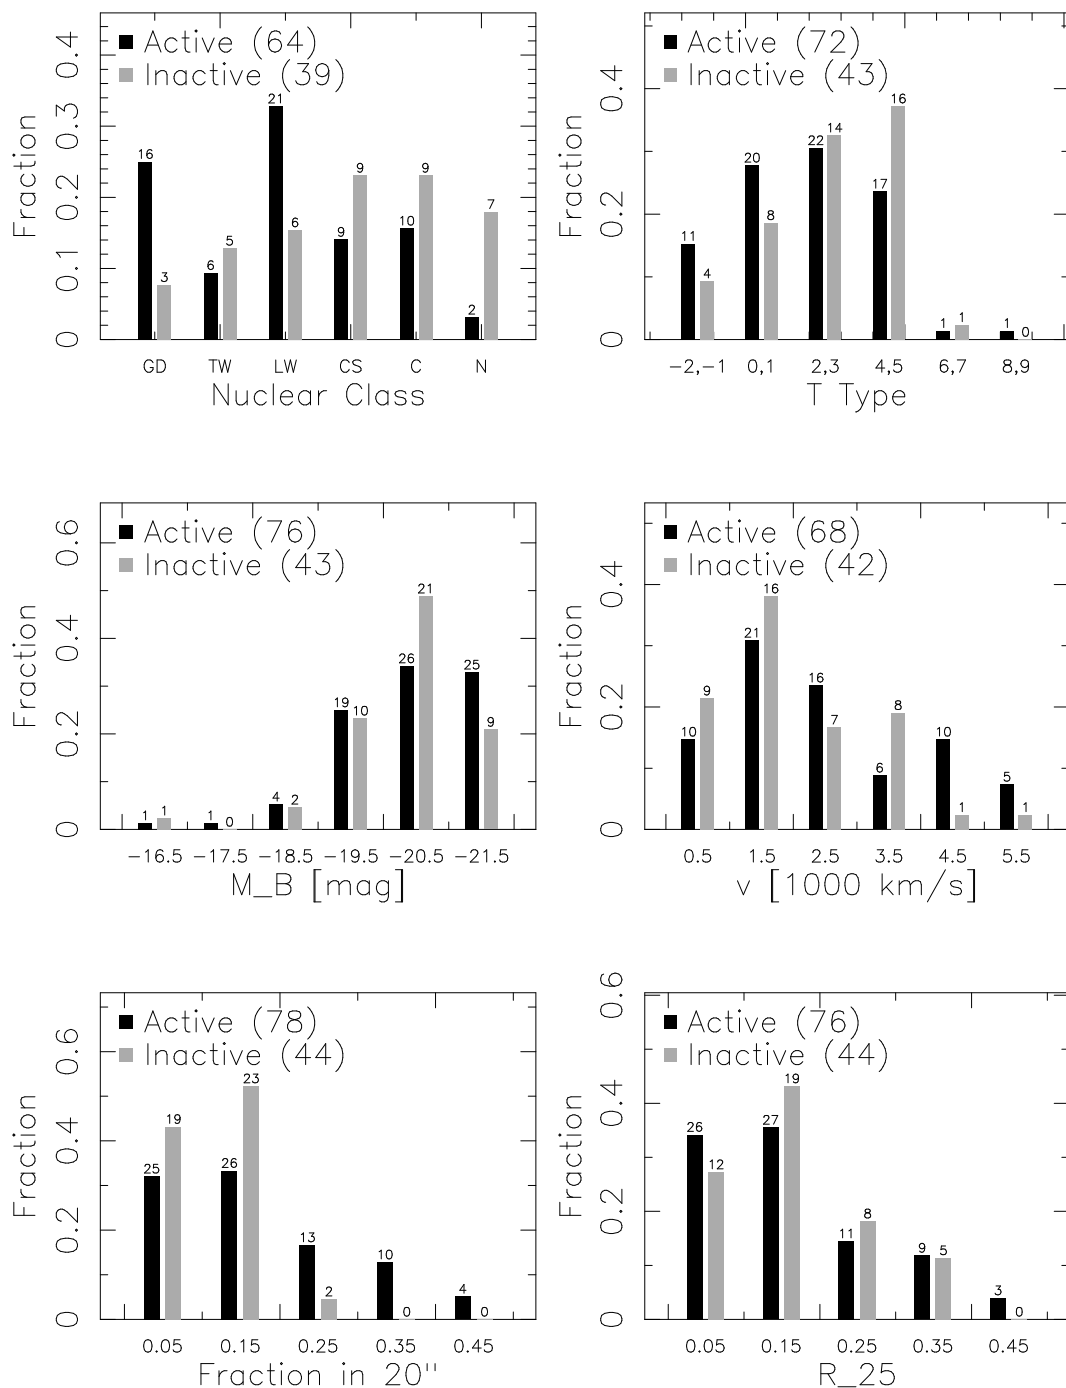 Active (64)
Inactive (39)
Fraction
0 0.1 0.2 0.3 0.4
16 3 6 5 21 6 9 9 10 9 2 7
GD TW LW CS C N
Nuclear Class
Active (72)
Inactive (43)
Fraction
0 0.2 0.4
11 4 20 8 22 14 17 16 1 1 1 0
−2,−1 0,1 2,3 4,5 6,7 8,9
T Type
Active (76)
Inactive (43)
Fraction
0 0.2 0.4 0.6
1 1 1 0 4 2 19 10 26 21 25 9
−16.5 −17.5 −18.5 −19.5 −20.5 −21.5
M_B [mag]
Active (68)
Inactive (42)
Fraction
0 0.2 0.4
10 9 21 16 16 7 6 8 10 1 5 1
0.5 1.5 2.5 3.5 4.5 5.5
v [1000 km/s]
Active (78)
Inactive (44)
Fraction
0 0.2 0.4 0.6
25 19 26 23 13 2 10 0 4 0
0.05 0.15 0.25 0.35 0.45
Fraction in 20"
Active (76)
Inactive (44)
Fraction
0 0.2 0.4 0.6
26 12 27 19 11 8 9 5 3 0
0.05 0.15 0.25 0.35 0.45
R_25